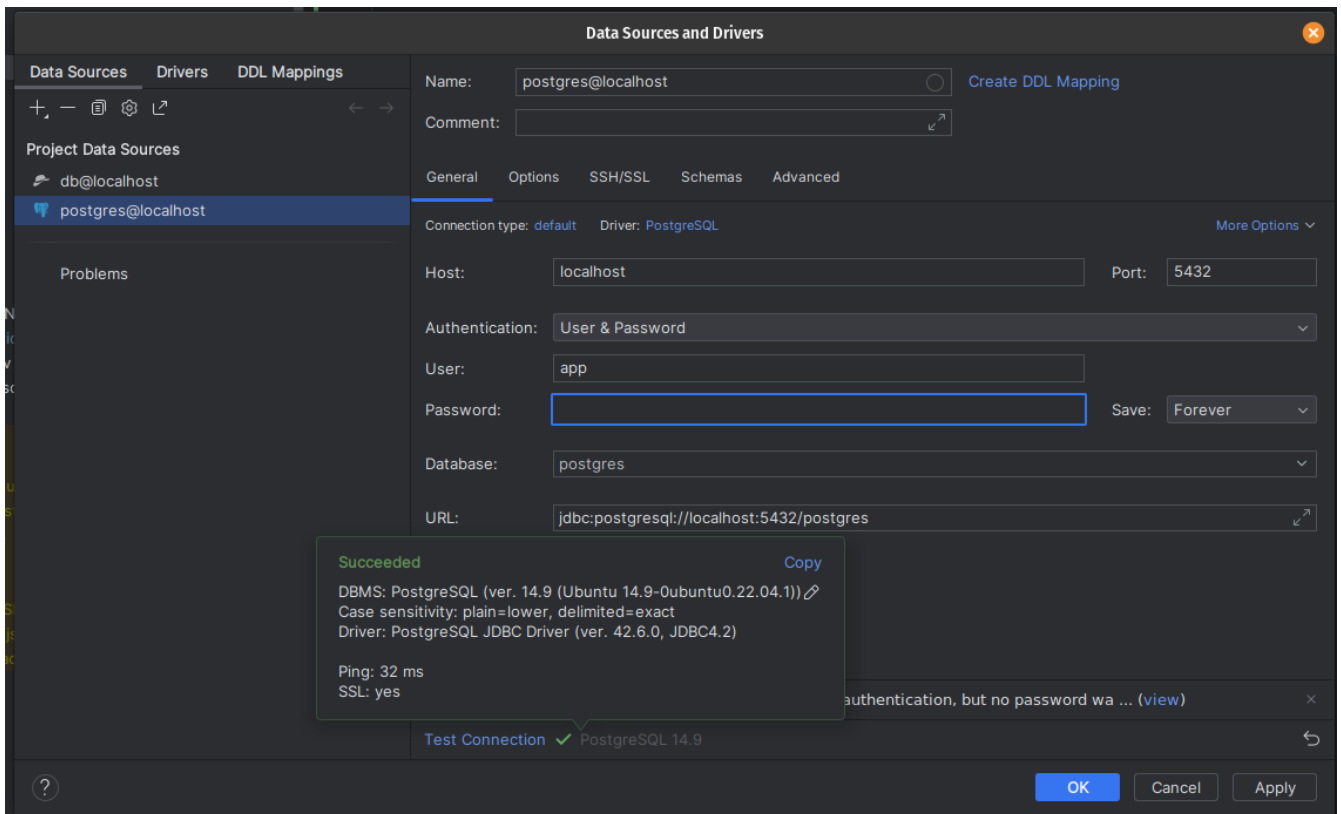 Data Sources and Drivers
Data Sources Drivers DDL Mappings
Project Data Sources
db@localhost
postgres@localhost
Problems
Name: postgres@localhost Create DDL Mapping
Comment:
General Options SSH/SSL Schemas Advanced
Connection type: default Driver: PostgreSQL More Options
Host: localhost Port: 5432
Authentication: User & Password
User: app
Password: Save: Forever
Database: postgres
URL: jdbc:postgresql://localhost:5432/postgres
Succeeded Copy
DBMS: PostgreSQL (ver. 14.9 (Ubuntu 14.9-0ubuntu0.22.04.1))
Case sensitivity: plain=lower, delimited=exact
Driver: PostgreSQL JDBC Driver (ver. 42.6.0, JDBC4.2)
Ping: 32 ms
SSL: yes
authentication, but no password wa ... (view)
Test Connection PostgreSQL 14.9
? OK Cancel Apply